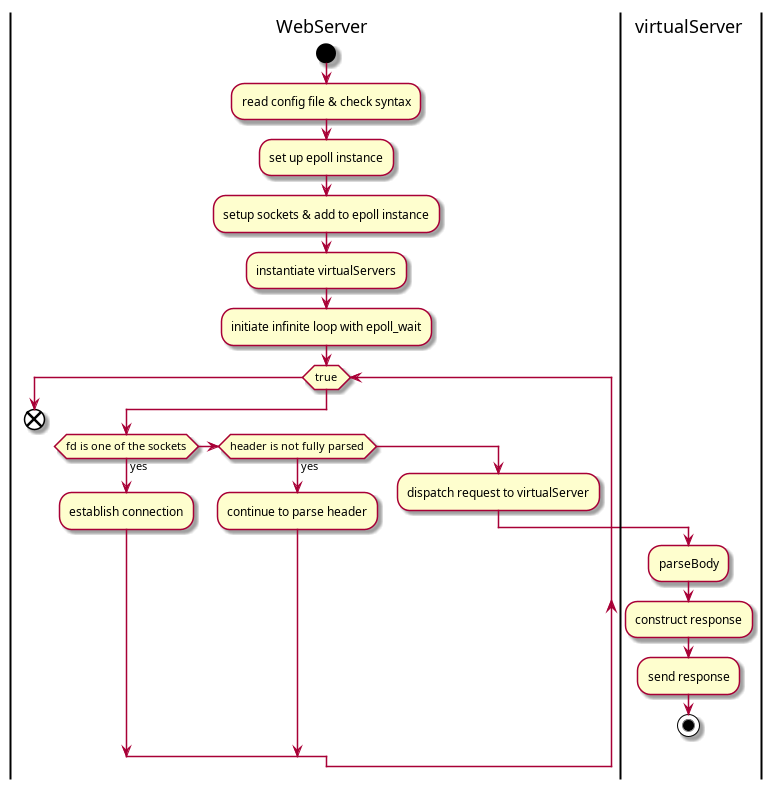 WebServer
virtualServer
read config file & check syntax
set up epoll instance
setup sockets & add to epoll instance
instantiate virtualServers
initiate infinite loop with epoll_wait
true
fd is one of the sockets
header is not fully parsed
yes
yes
dispatch request to virtualServer
establish connection
continue to parse header
parseBody
construct response
send response